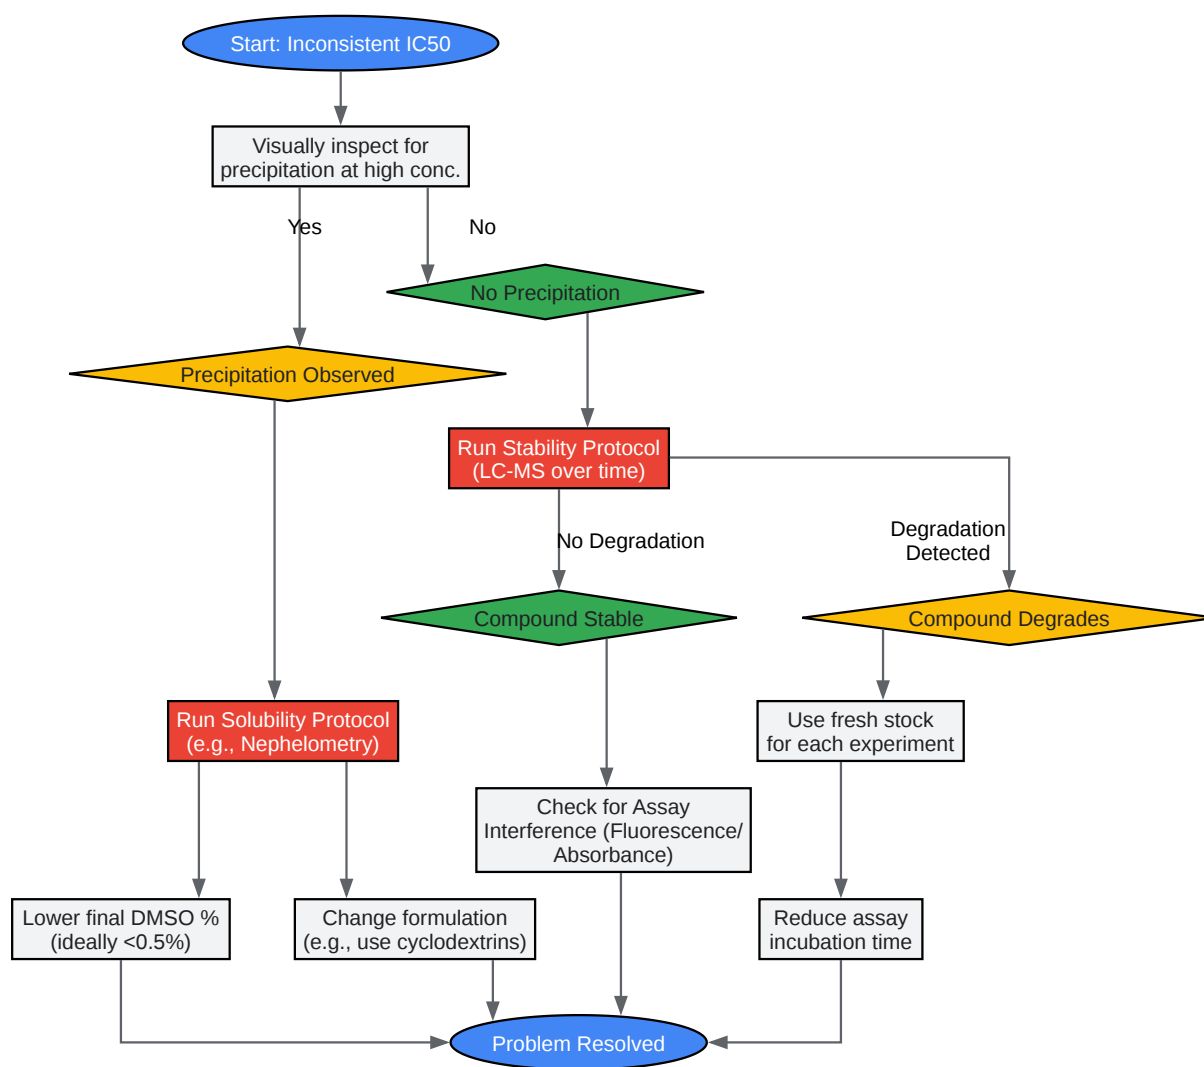 Start: Inconsistent IC50
Visually inspect for
precipitation at high conc.
Yes
No
No Precipitation
Precipitation Observed
Run Stability Protocol
(LC-MS over time)
No Degradation
Degradation
Detected
Compound Stable
Compound Degrades
Run Solubility Protocol
(e.g., Nephelometry)
Use fresh stock
for each experiment
Check for Assay
Interference (Fluorescence/
Absorbance)
Lower final DMSO %
(ideally <0.5%)
Change formulation
(e.g., use cyclodextrins)
Reduce assay
incubation time
Problem Resolved